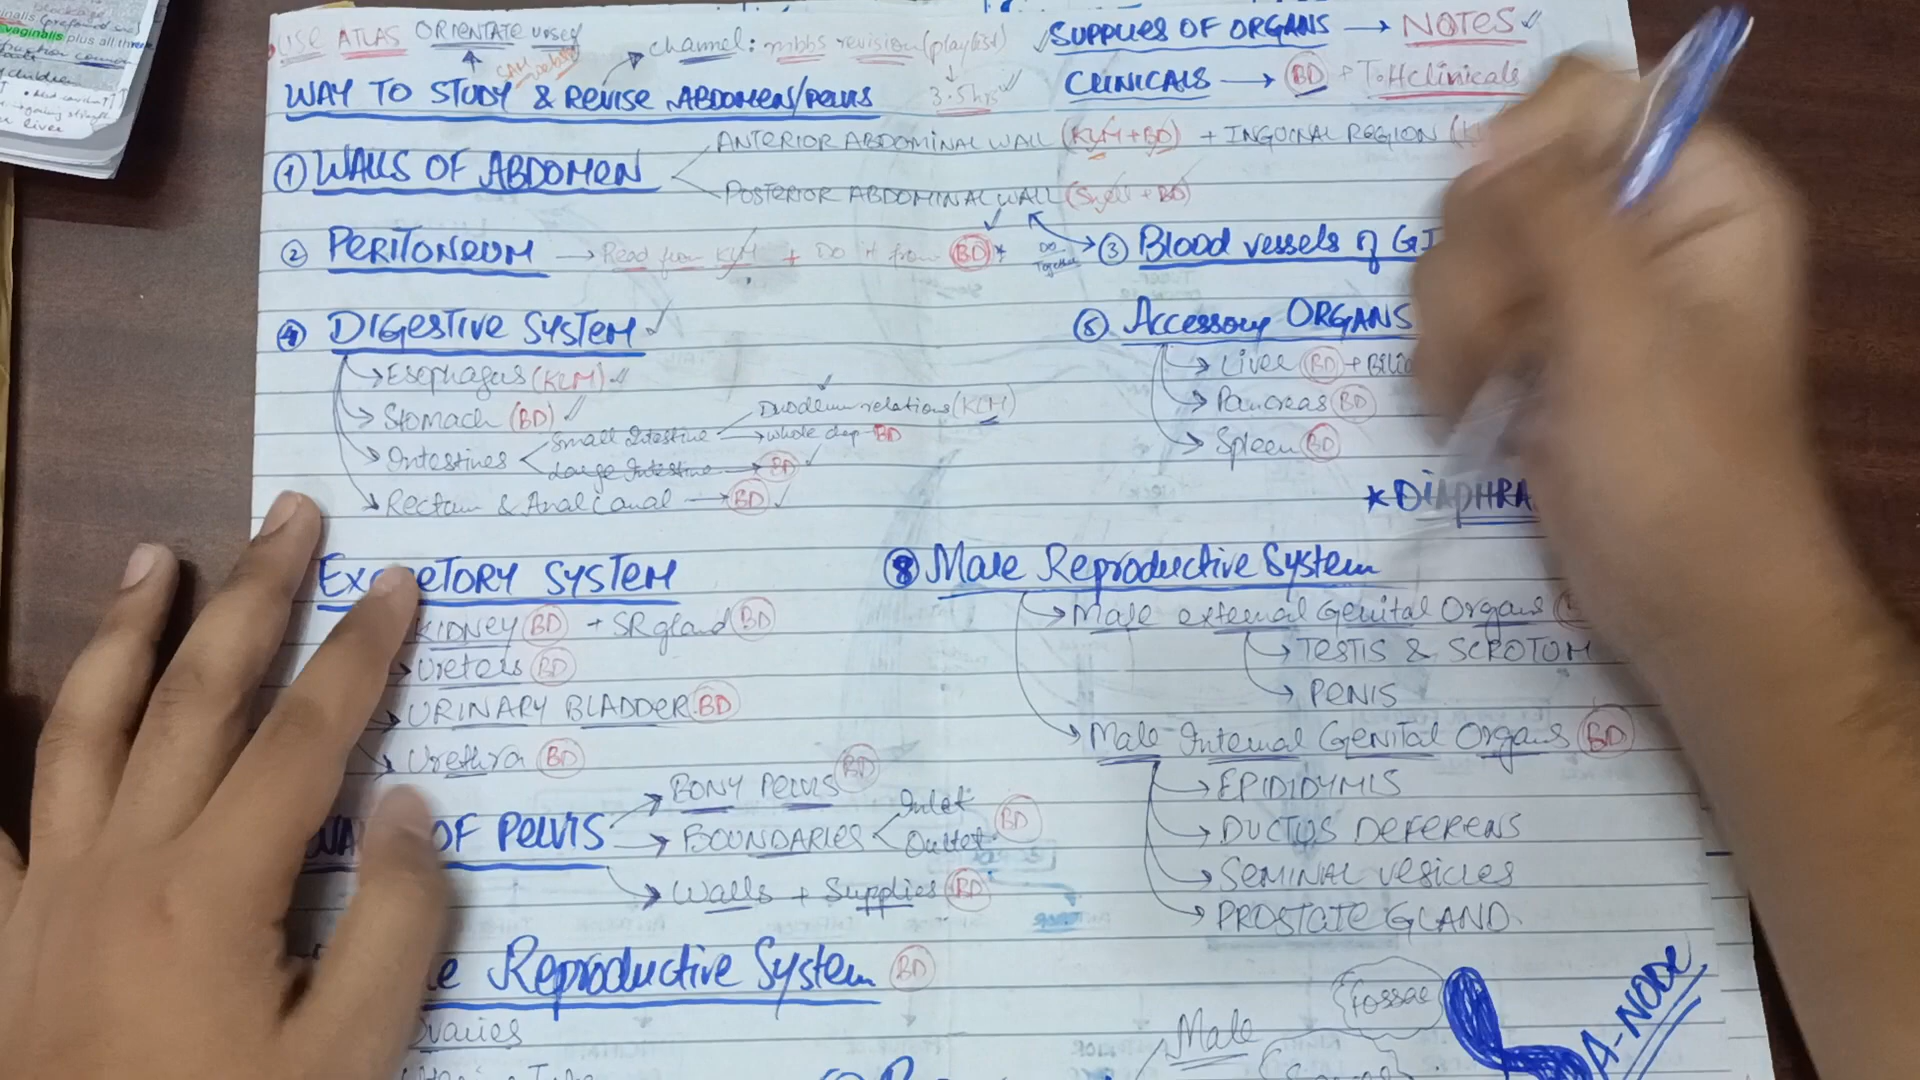 USE ATLAS ORIENTATE
channel: mbbs revision (playlist)
3.5hrs
SUPPLIES OF ORGANS → NOTES
CLINICALS → BD + T.H clinicals
WAY TO STUDY & REVISE ABDOMEN/PELVIS
① WALLS OF ABDOMEN
ANTERIOR ABDOMINAL WALL (KLM+BD) + INGUINAL REGION
POSTERIOR ABDOMINAL WALL (Snell + BD)
② PERITONEUM → Read from KLM + Do it from BD *
Do Together
③ Blood vessels of GI
④ DIGESTIVE SYSTEM
→ Esophagus (KLM)
→ Stomach (BD)
→ Intestines
Small Intestine
Duodenum relations (KLM)
→ whole dep BD
Large Intestine → BD
→ Rectum & Anal Canal → BD
⑤ Accessory ORGANS
→ Liver BD +
→ Pancreas BD
→ Spleen BD
* DIAPHRA
EXCRETORY SYSTEM
KIDNEY BD + SR gland BD
→ Ureters BD
→ URINARY BLADDER BD
→ Urethra BD
OF PELVIS
→ BONY PELVIS BD
→ BOUNDARIES
Inlet
Outlet
BD
→ Walls + Supplies BD
⑧ Male Reproductive System
→ Male external Genital Organs
→ TESTIS & SCROTUM
→ PENIS
→ Male Internal Genital Organs BD
→ EPIDIDYMIS
→ DUCTUS DEFERENS
→ SEMINAL VESICLES
→ PROSTATE GLAND
Reproductive System BD
Ovaries
Male
Fossae
A-NODE
vaginalis plus all three